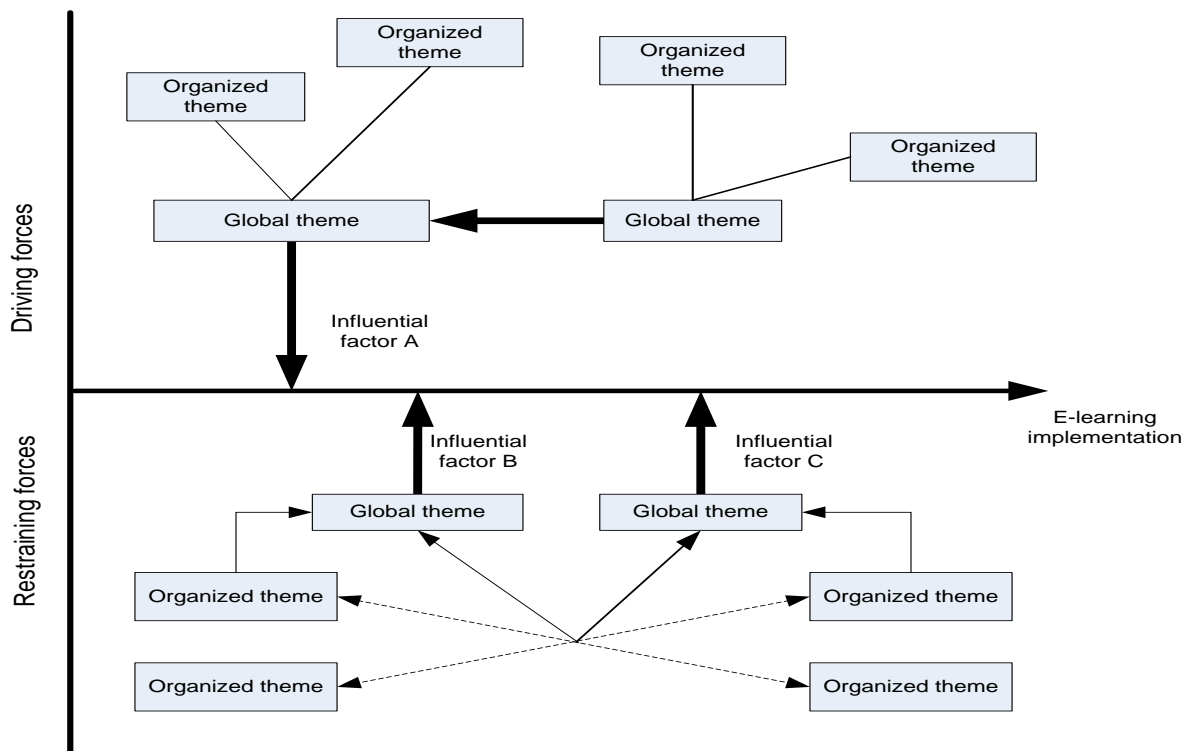 Organized
theme
Organized
theme
Organized
theme
Organized
theme
Global theme
Global theme
Driving forces
Influential
factor A
E-learning
implementation
Restraining forces
Influential
factor B
Influential
factor C
Global theme
Global theme
Organized theme
Organized theme
Organized theme
Organized theme